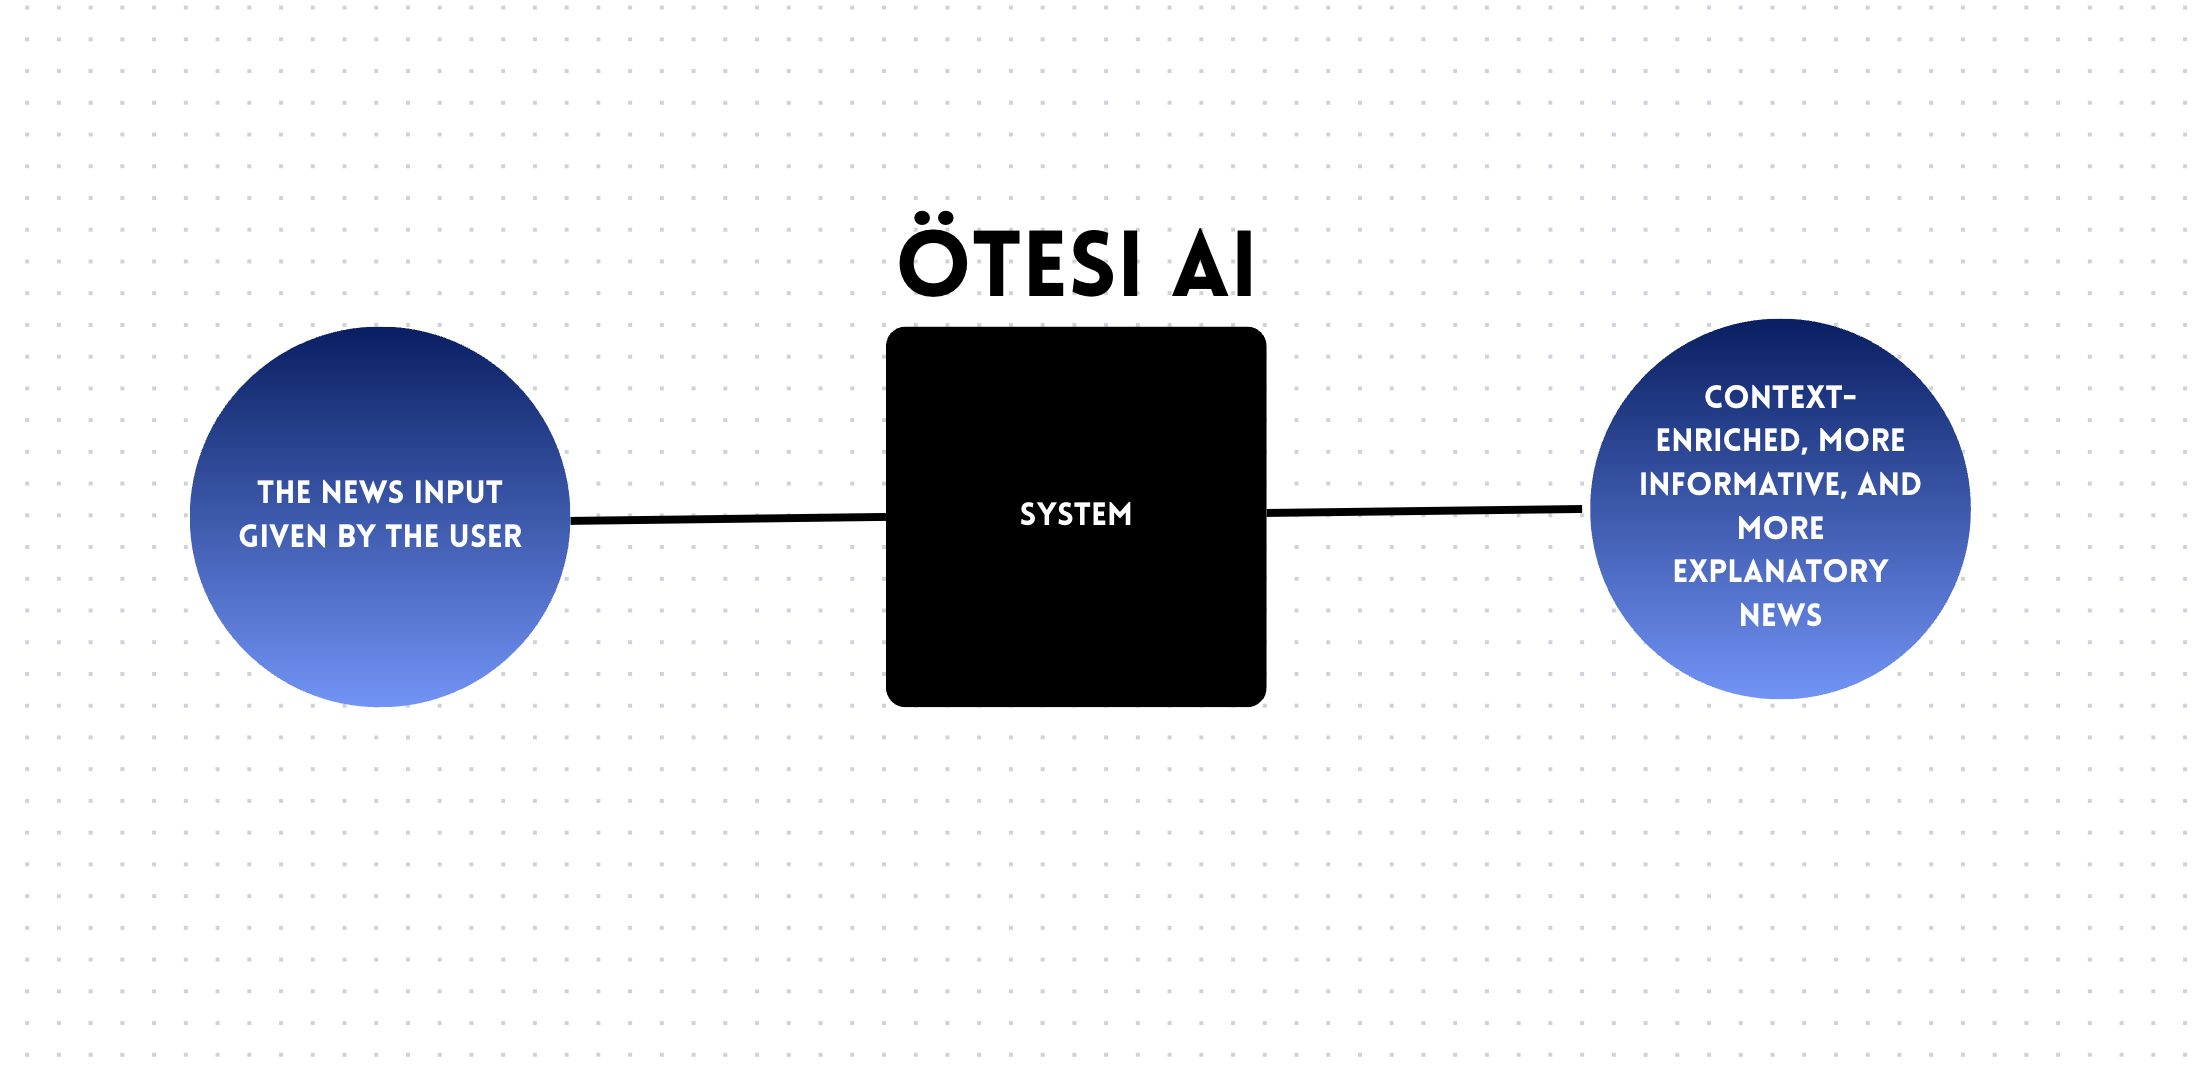 ÖTESI AI
THE NEWS INPUT
GIVEN BY THE USER
SYSTEM
CONTEXT-
ENRICHED, MORE
INFORMATIVE, AND
MORE
EXPLANATORY
NEWS